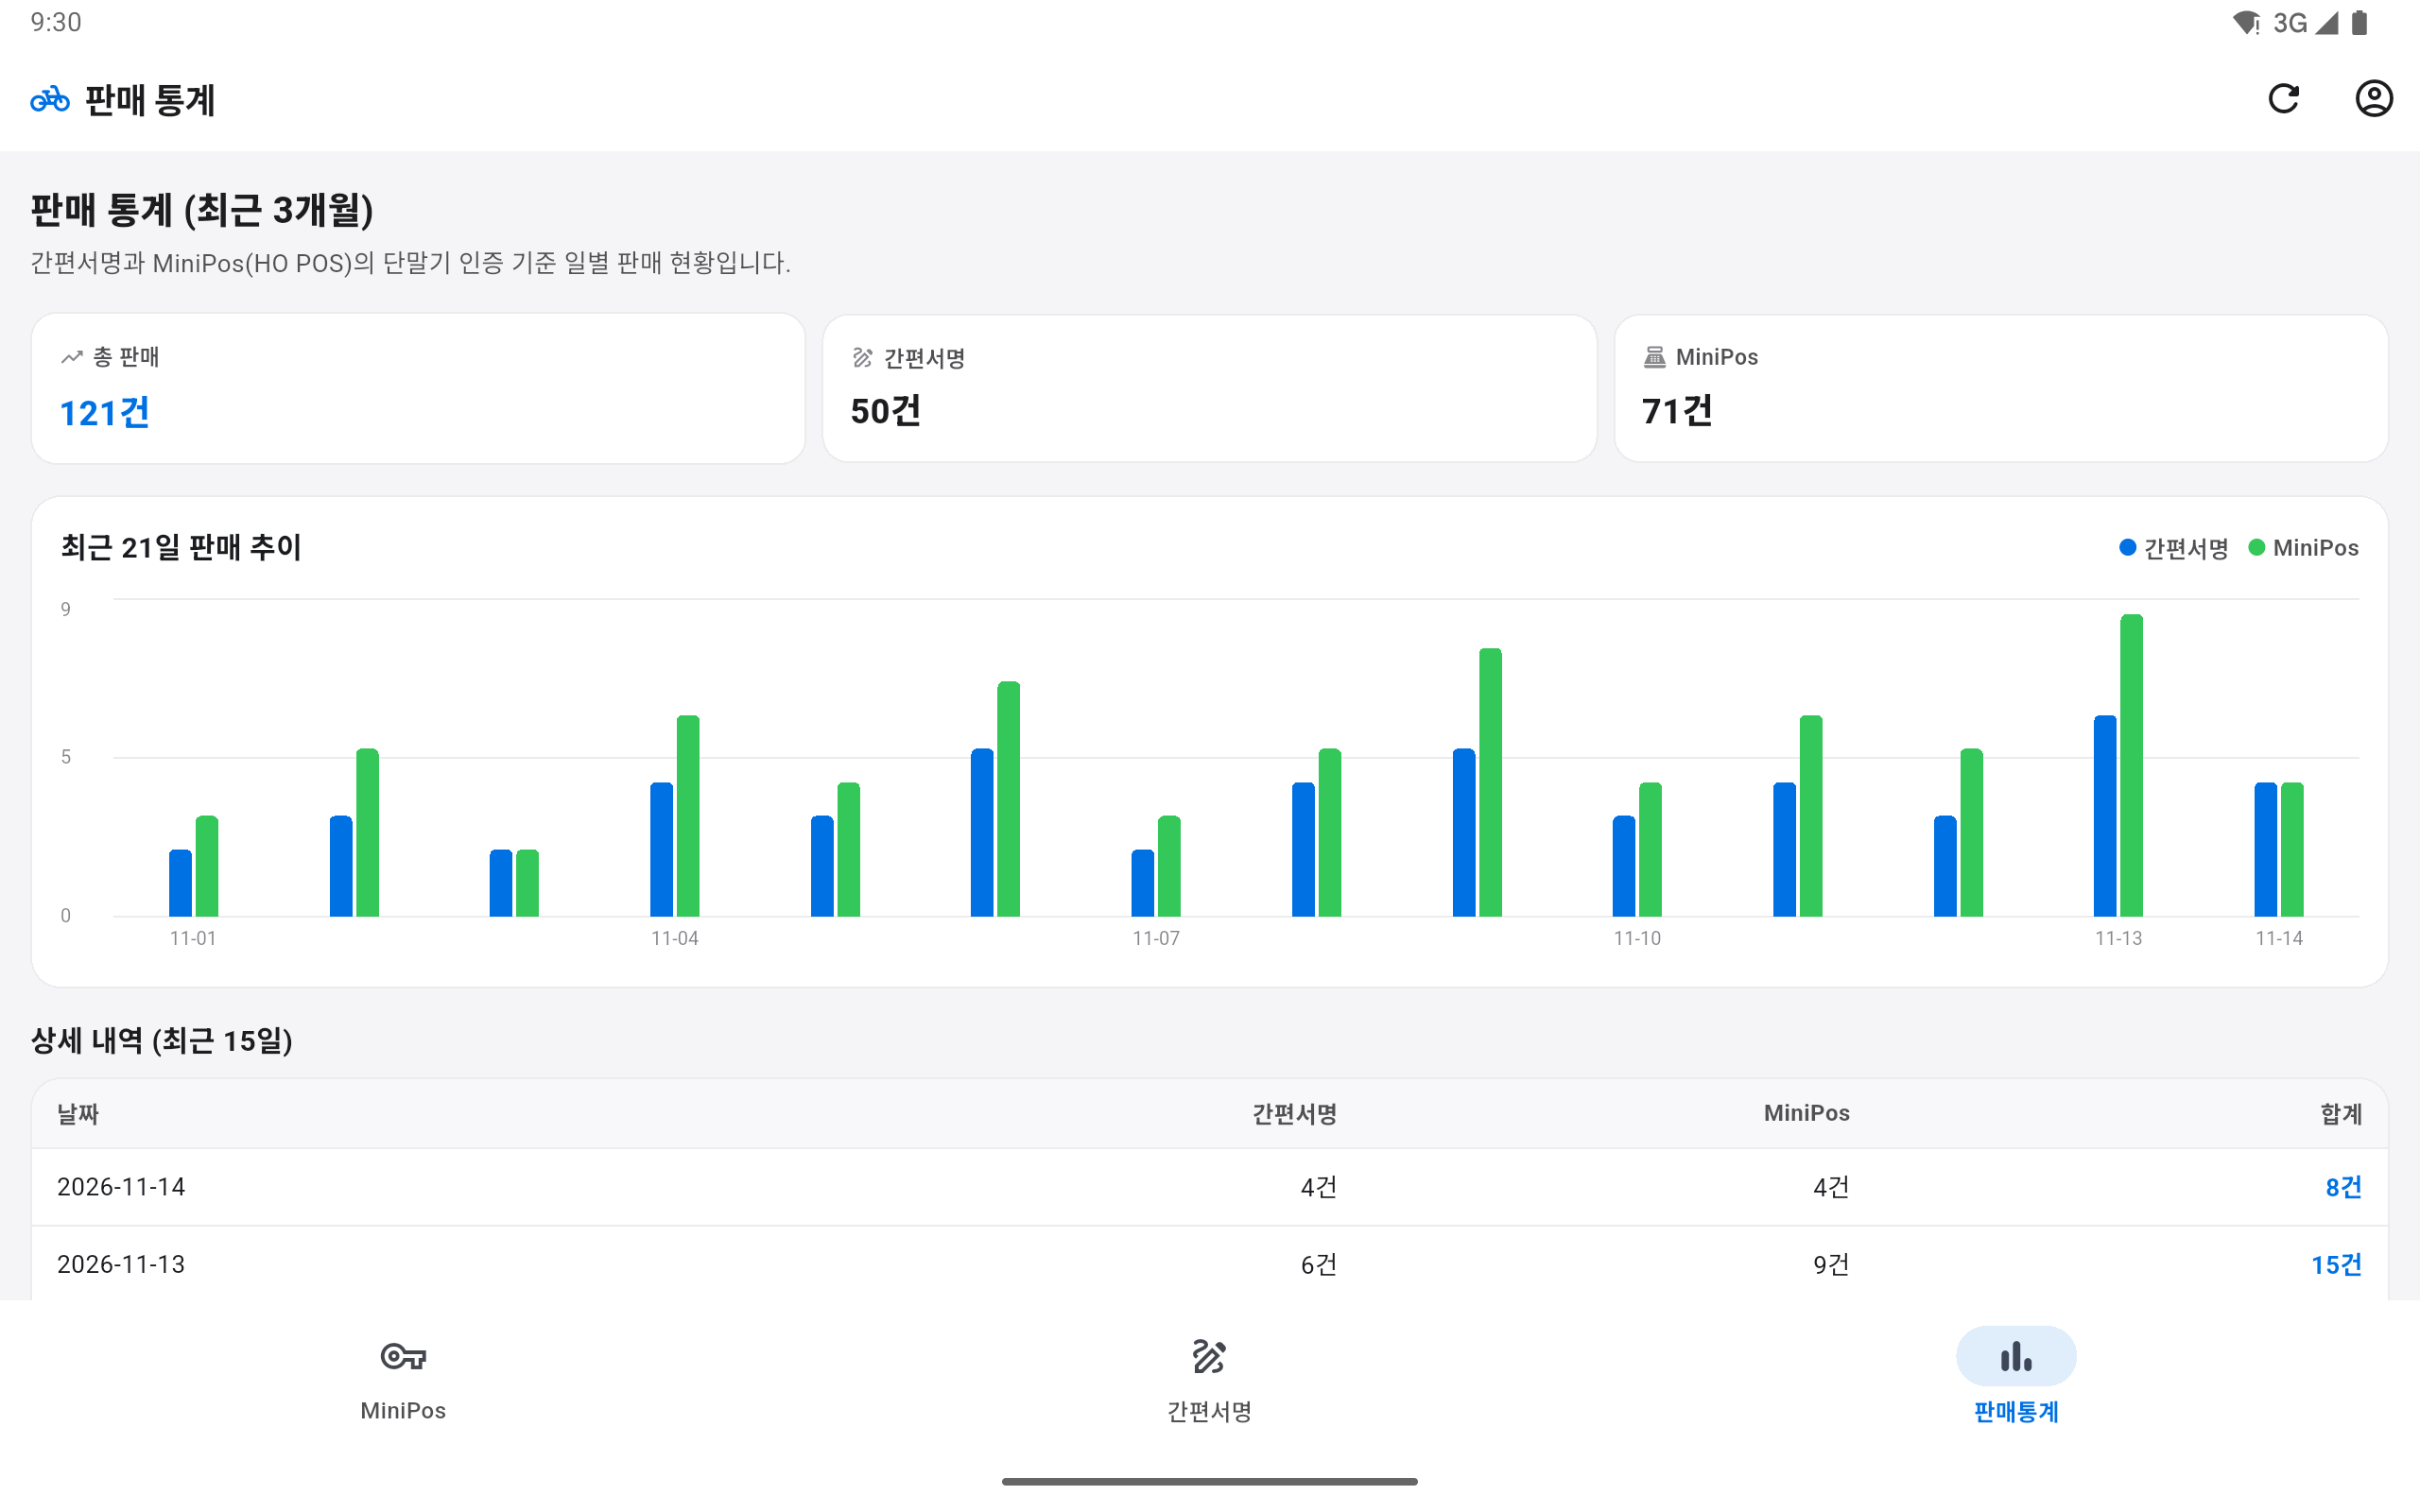 9:30
3G
판매 통계
판매 통계 (최근 3개월)
간편서명과 MiniPos(HO POS)의 단말기 인증 기준 일별 판매 현황입니다.
총 판매
121건
간편서명
50건
MiniPos
71건
최근 21일 판매 추이
간편서명 MiniPos
9
5
0
11-01 11-04 11-07 11-10 11-13 11-14
상세 내역 (최근 15일)
날짜 간편서명 MiniPos 합계
2026-11-14 4건 4건 8건
2026-11-13 6건 9건 15건
MiniPos 간편서명 판매통계